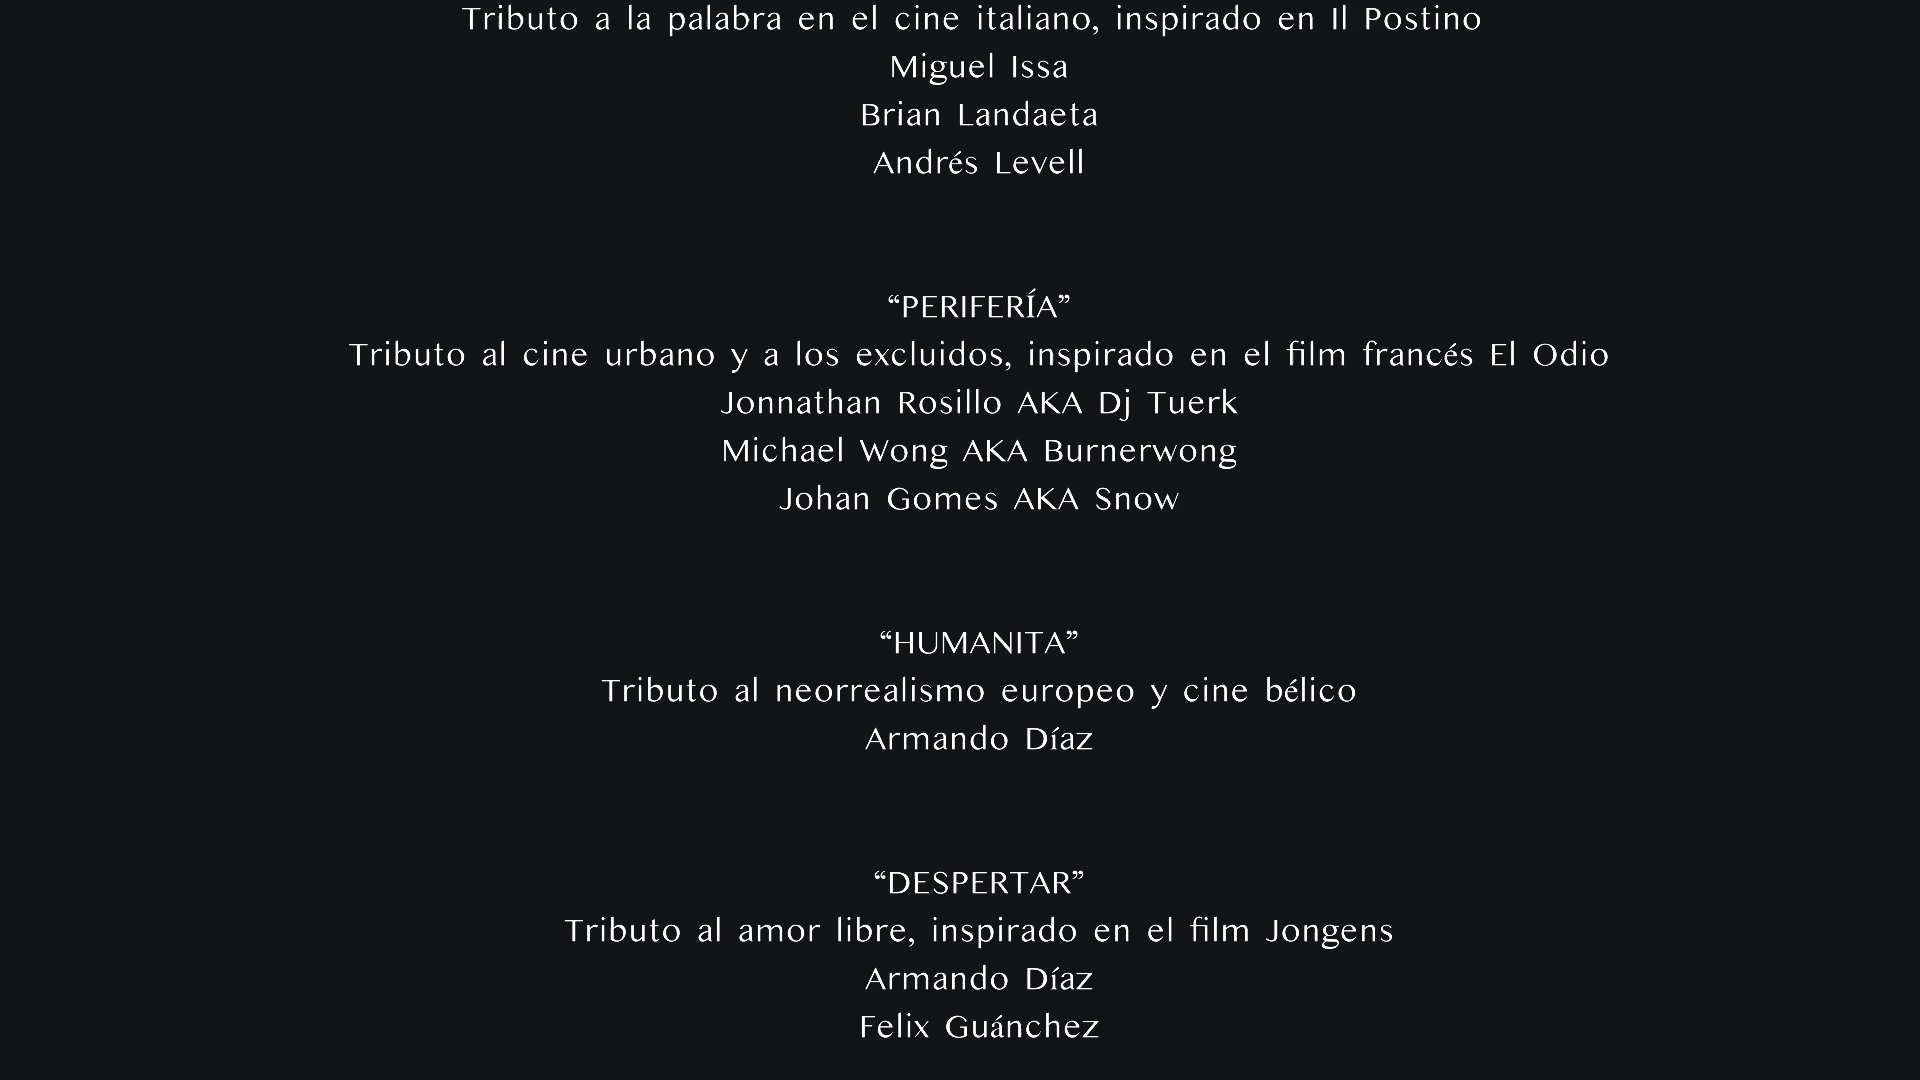 Tributo a la palabra en el cine italiano, inspirado en Il Postino
Miguel Issa
Brian Landaeta
Andrés Levell
“PERIFERÍA”
Tributo al cine urbano y a los excluidos, inspirado en el film francés El Odio
Jonnathan Rosillo AKA Dj Tuerk
Michael Wong AKA Burnerwong
Johan Gomes AKA Snow
“HUMANITA”
Tributo al neorrealismo europeo y cine bélico
Armando Díaz
“DESPERTAR”
Tributo al amor libre, inspirado en el film Jongens
Armando Díaz
Felix Guánchez